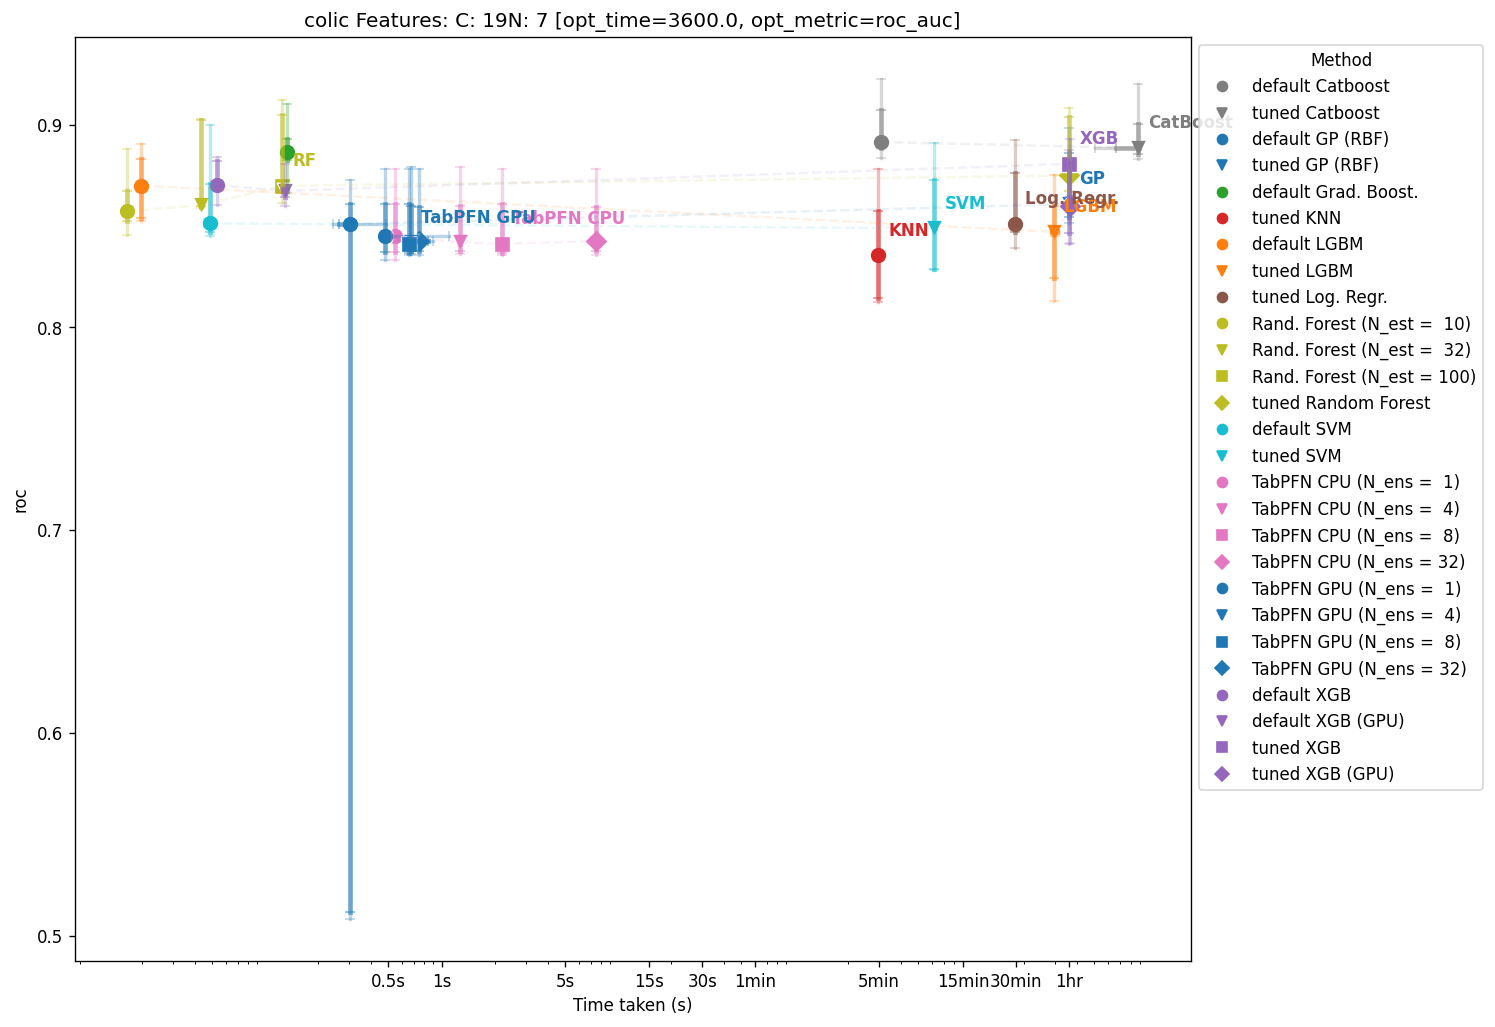 colic Features: C: 19N: 7 [opt_time=3600.0, opt_metric=roc_auc]
roc
0.9
0.8
0.7
0.6
0.5
RF
TabPFN GPU
TabPFN CPU
KNN
SVM
Log. Regr.
LGBM
GP
XGB
CatBoost
0.5s
1s
5s
15s
30s
1min
5min
15min
30min
1hr
Time taken (s)
Method
default Catboost
tuned Catboost
default GP (RBF)
tuned GP (RBF)
default Grad. Boost.
tuned KNN
default LGBM
tuned LGBM
tuned Log. Regr.
Rand. Forest (N_est =  10)
Rand. Forest (N_est =  32)
Rand. Forest (N_est = 100)
tuned Random Forest
default SVM
tuned SVM
TabPFN CPU (N_ens =  1)
TabPFN CPU (N_ens =  4)
TabPFN CPU (N_ens =  8)
TabPFN CPU (N_ens = 32)
TabPFN GPU (N_ens =  1)
TabPFN GPU (N_ens =  4)
TabPFN GPU (N_ens =  8)
TabPFN GPU (N_ens = 32)
default XGB
default XGB (GPU)
tuned XGB
tuned XGB (GPU)